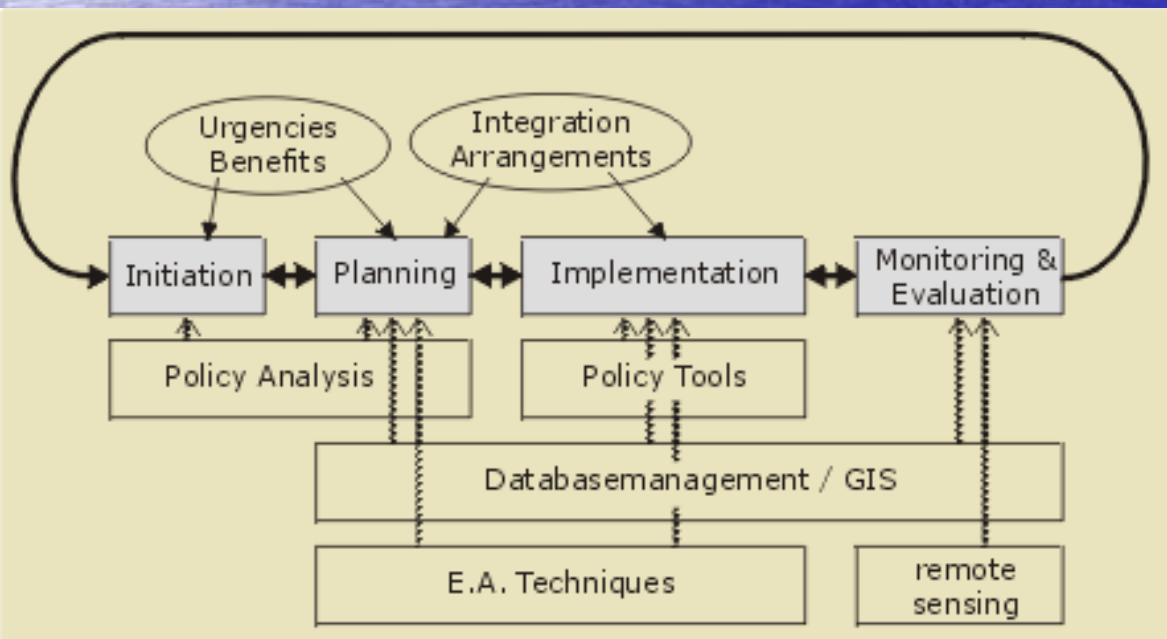 Urgencies
Benefits
Integration
Arrangements
Initiation
Planning
Implementation
Monitoring &
Evaluation
Policy Analysis
Policy Tools
Databasemanagement / GIS
E.A. Techniques
remote
sensing